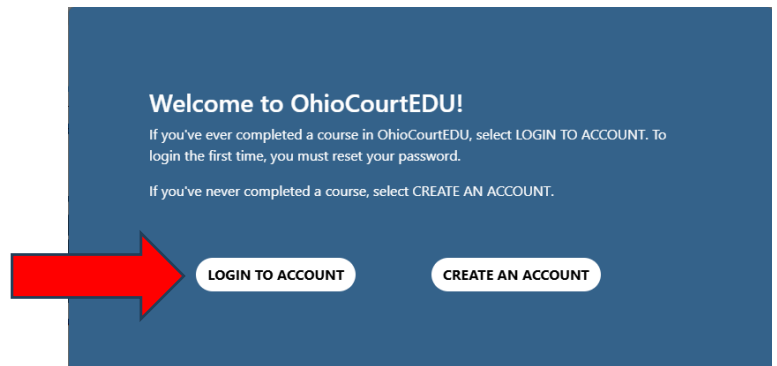 Welcome to OhioCourtEDU!
If you've ever completed a course in OhioCourtEDU, select LOGIN TO ACCOUNT. To
login the first time, you must reset your password.
If you've never completed a course, select CREATE AN ACCOUNT.
LOGIN TO ACCOUNT
CREATE AN ACCOUNT